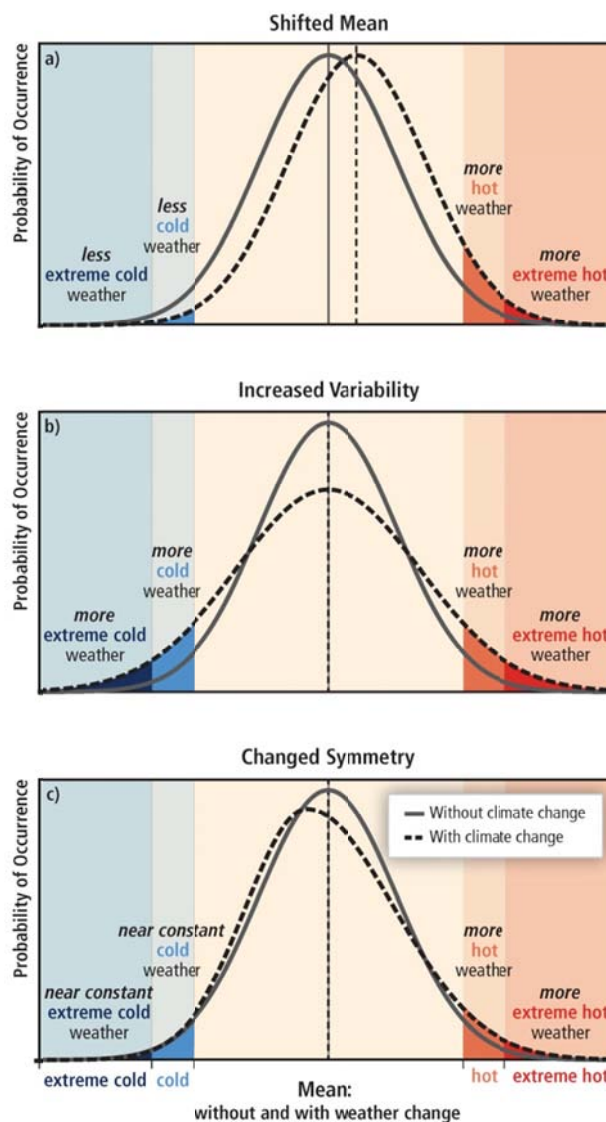 Shifted Mean
a)
Probability of Occurrence
less
extreme cold
weather
less
cold
weather
more
hot
weather
more
extreme hot
weather
Increased Variability
b)
Probability of Occurrence
more
extreme cold
weather
more
cold
weather
more
hot
weather
more
extreme hot
weather
Changed Symmetry
c)
Probability of Occurrence
Without climate change
With climate change
near constant
extreme cold
weather
near constant
cold
weather
more
hot
weather
more
extreme hot
weather
extreme cold
cold
Mean:
without and with weather change
hot
extreme hot